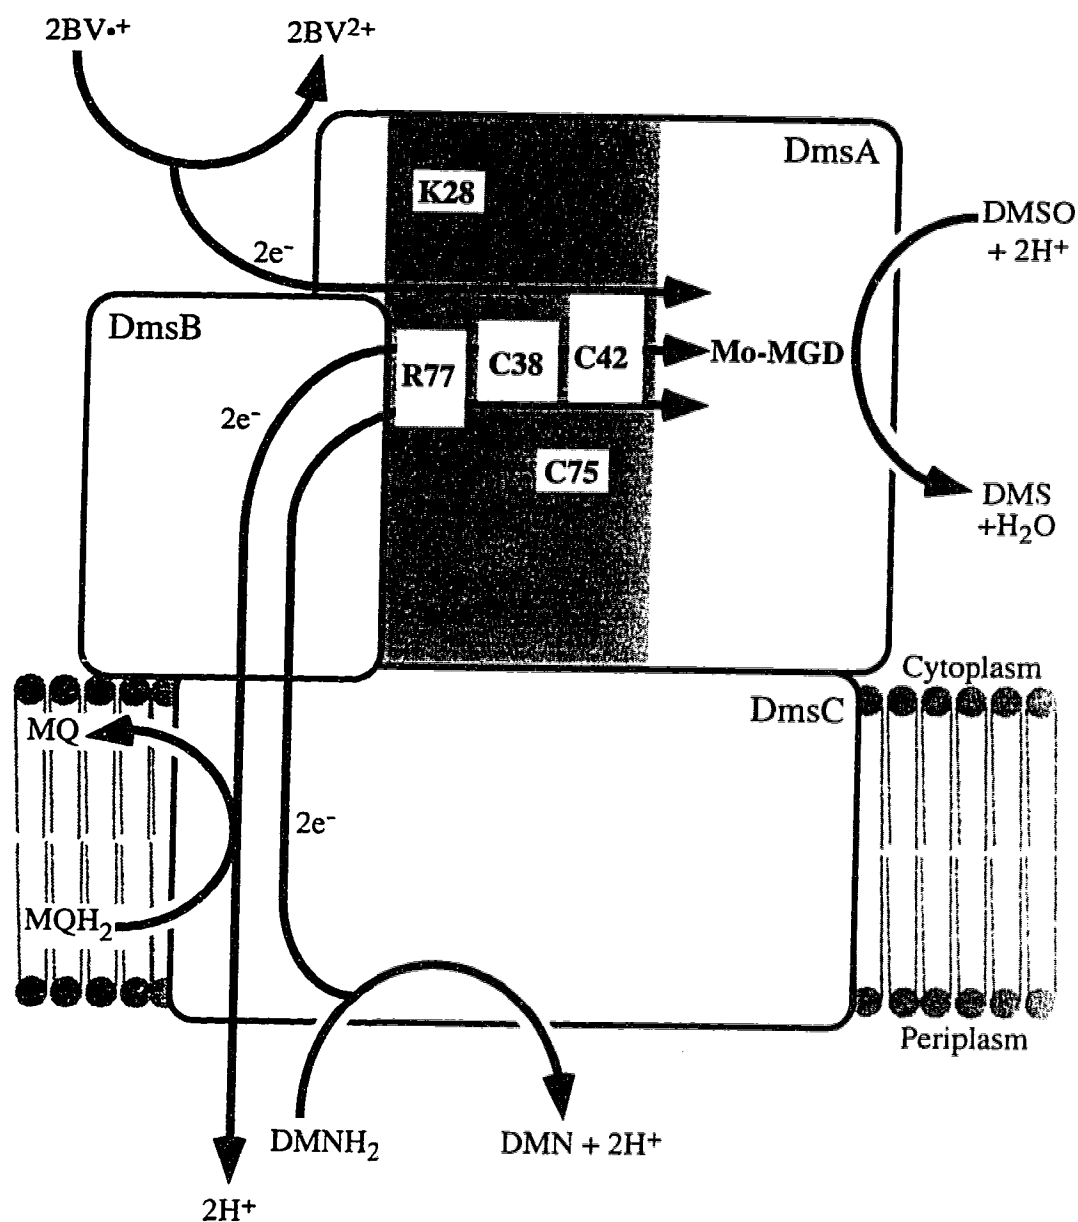 2BV•+
2BV2+
DmsA
K28
DMSO
+ 2H+
2e-
DmsB
R77
C38
C42
Mo-MGD
2e-
C75
DMS
+H2O
Cytoplasm
DmsC
MQ
2e-
MQH2
Periplasm
DMNH2
DMN + 2H+
2H+